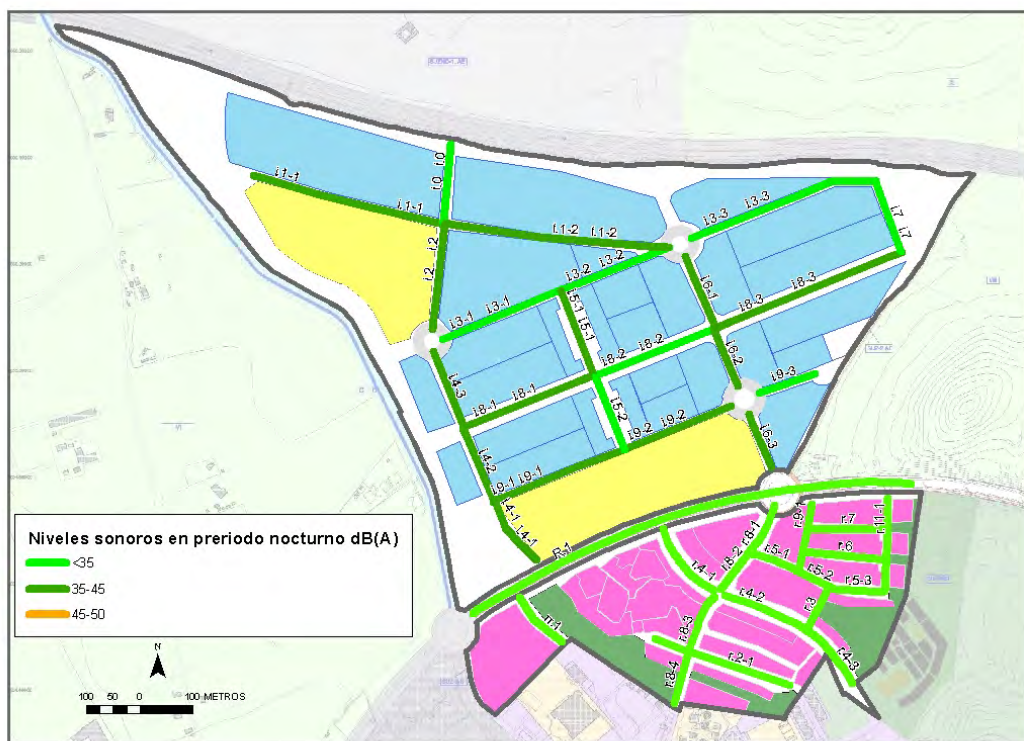 i.0
i.0
i.1-1
i.1-1
i.2
i.2
i.1-2
i.1-2
i.3-3
i.3-3
i.7
i.7
i.3-2
i.3-2
i.3-1
i.3-1
i.5-1
i.5-1
i.6-1
i.8-3
i.8-3
i.8-2
i.8-2
i.6-2
i.9-3
i.4-3
i.8-1
i.8-1
i.5-2
i.9-2
i.9-2
i.6-3
i.4-2
i.9-1
i.9-1
i.4-1
i.4-1
R-1
r.8-1
r.9-1
r.7
r.11-1
r.6
r.5-1
r.8-2
r.5-2
r.5-3
r.4-1
r.4-2
r.3
r.8-3
r.2-1
r.4-3
r.8-4
rr.1
Niveles sonoros en preriodo nocturno dB(A)
<35
35-45
45-50
N
100 50 0 100 METROS